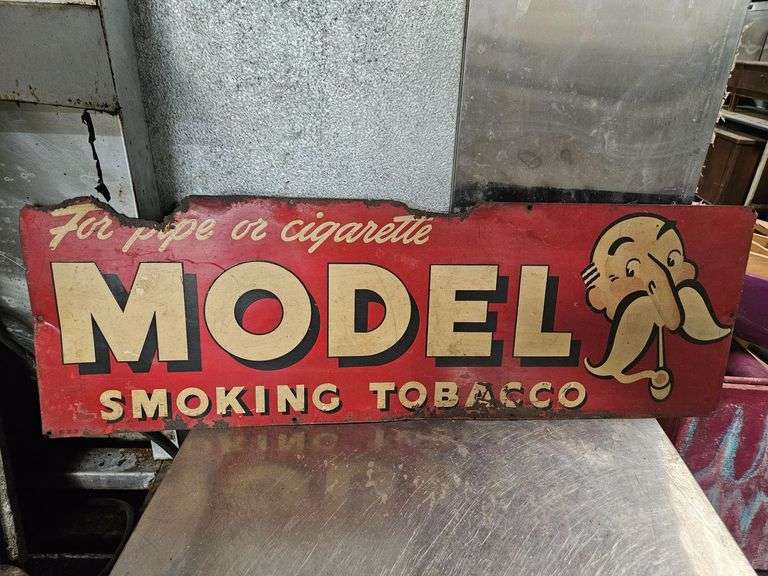 For pipe or cigarette
MODEL
SMOKING TOBACCO